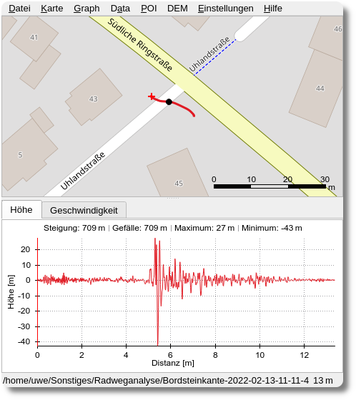 Datei Karte Graph Data POI DEM Einstellungen Hilfe
41
46
Südliche Ringstraße
Uhlandstraße
43
44
5
Uhlandstraße
45
0 10 20 30
m
Höhe Geschwindigkeit
Steigung: 709 m | Gefälle: 709 m | Maximum: 27 m | Minimum: -43 m
Höhe [m]
20
10
0
-10
-20
-30
-40
0 2 4 6 8 10 12
Distanz [m]
/home/uwe/Sonstiges/Radweganalyse/Bordsteinkante-2022-02-13-11-11-4 13 m